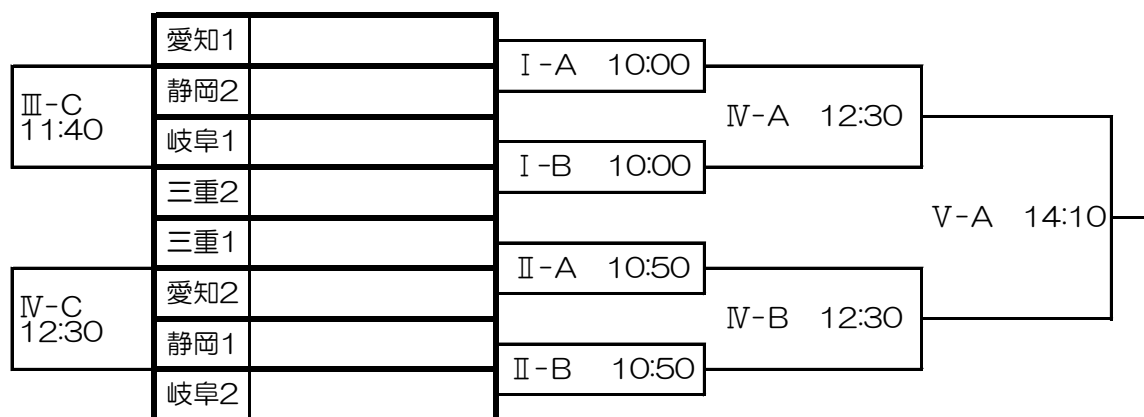 愛知1
静岡2
岐阜1
三重2
三重1
愛知2
静岡1
岐阜2
Ⅲ-C
11:40
Ⅳ-C
12:30
Ⅰ-A 10:00
Ⅰ-B 10:00
Ⅱ-A 10:50
Ⅱ-B 10:50
Ⅳ-A 12:30
Ⅳ-B 12:30
Ⅴ-A 14:10